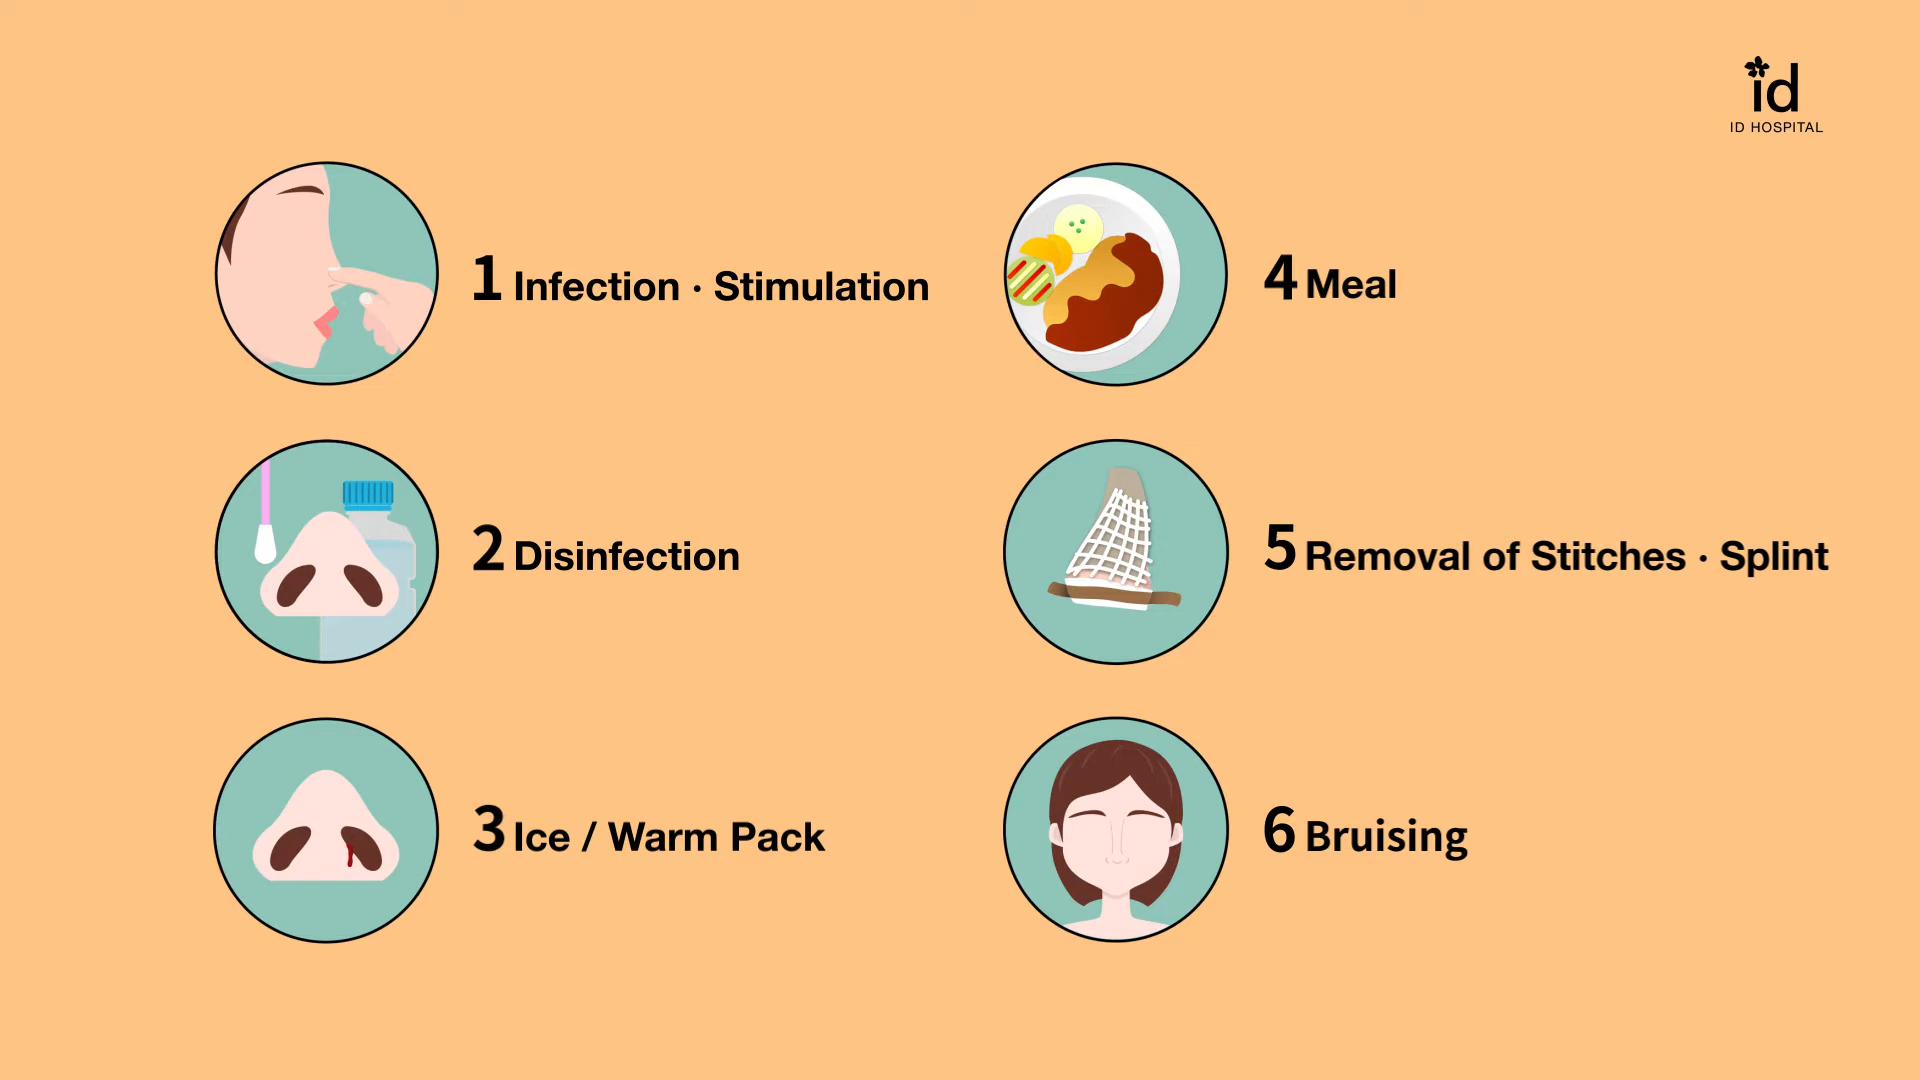 id
ID HOSPITAL
1 Infection · Stimulation
2 Disinfection
3 Ice / Warm Pack
4 Meal
5 Removal of Stitches · Splint
6 Bruising